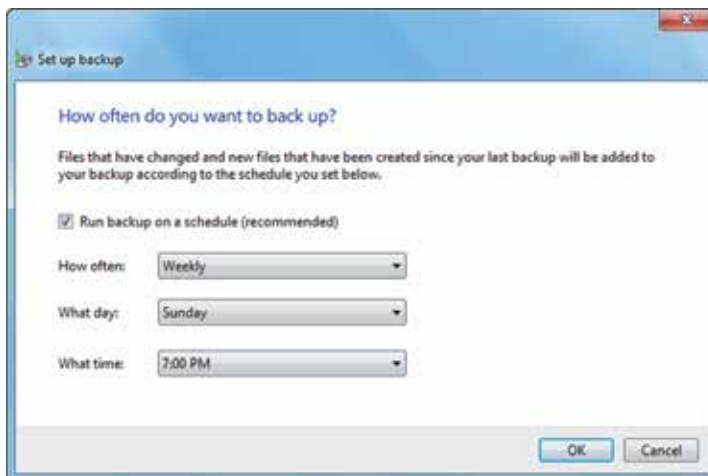 Set up backup
How often do you want to back up?
Files that have changed and new files that have been created since your last backup will be added to
your backup according to the schedule you set below.
Run backup on a schedule (recommended)
How often: Weekly
What day: Sunday
What time: 7:00 PM
OK Cancel